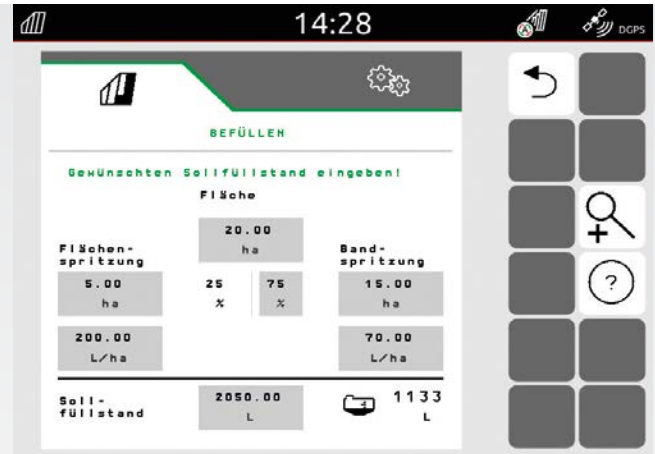 14:28
DGPS
BEFÜLLEN
Gewünschten Sollfüllstand eingeben!
Fläche
20.00
ha
Flächen-
spritzung
Band-
spritzung
5.00
ha
25
%
75
%
15.00
ha
200.00
L/ha
70.00
L/ha
Soll-
füllstand
2050.00
L
1133
L
?